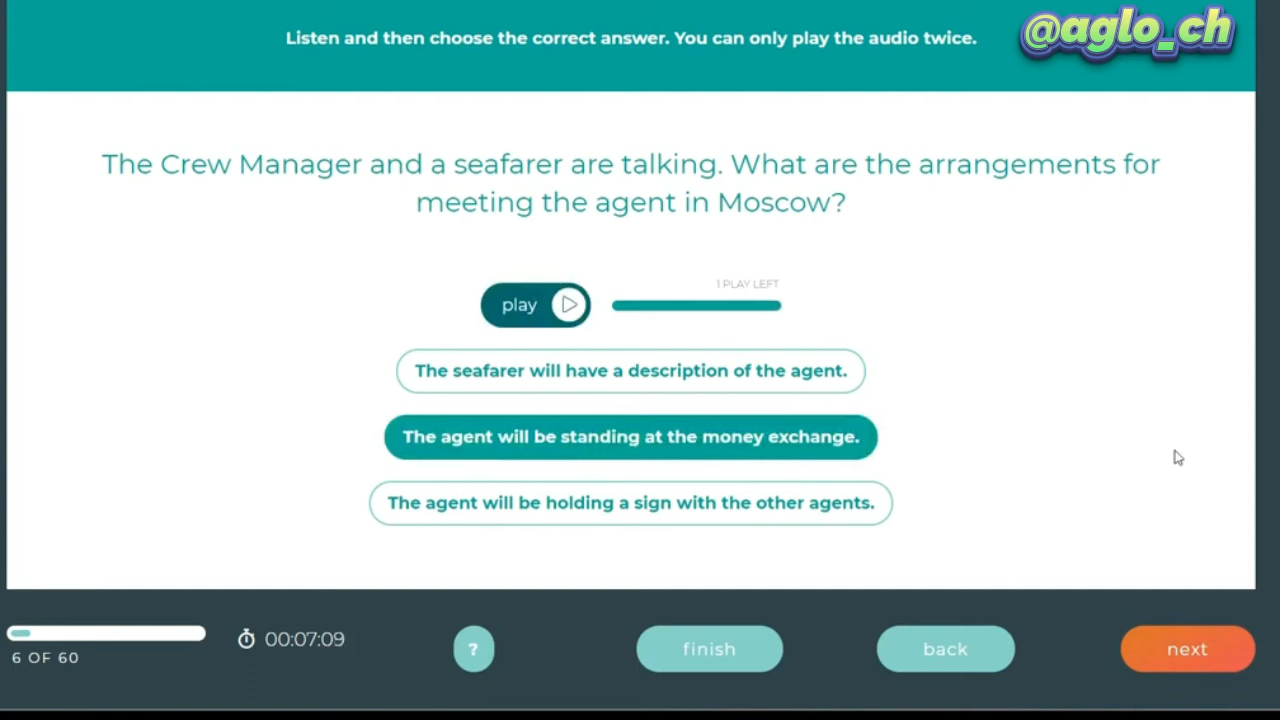 Listen and then choose the correct answer. You can only play the audio twice.
@aglo_ch
The Crew Manager and a seafarer are talking. What are the arrangements for
meeting the agent in Moscow?
1 PLAY LEFT
play
The seafarer will have a description of the agent.
The agent will be standing at the money exchange.
The agent will be holding a sign with the other agents.
6 OF 60
00:07:09
?
finish
back
next